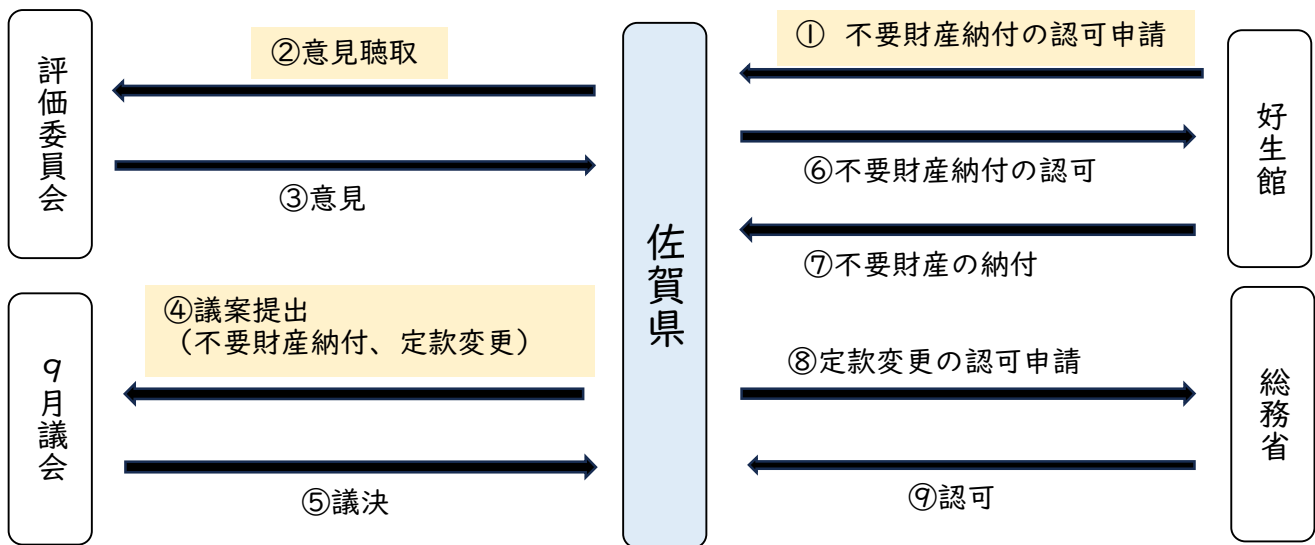 評価委員会
②意見聴取
③意見
9月議会
④議案提出
（不要財産納付、定款変更）
⑤議決
佐賀県
① 不要財産納付の認可申請
⑥不要財産納付の認可
⑦不要財産の納付
好生館
⑧定款変更の認可申請
⑨認可
総務省